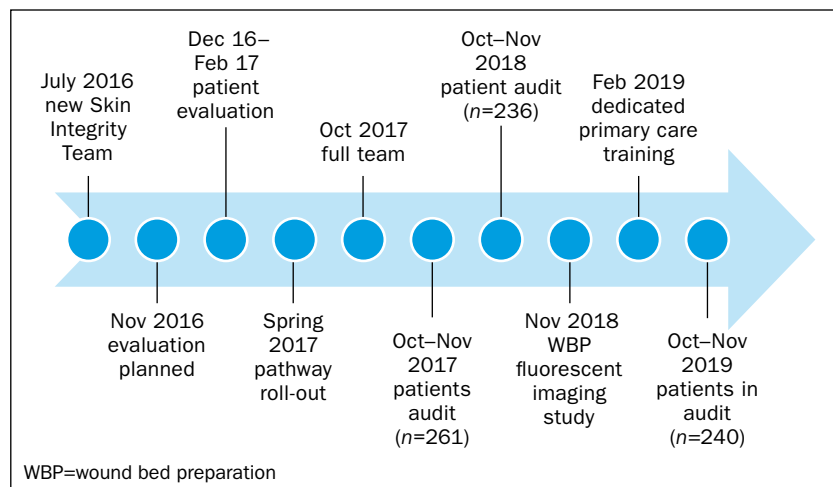 July 2016
new Skin
Integrity
Team
Nov 2016
evaluation
planned
Dec 16–
Feb 17
patient
evaluation
Spring
2017
pathway
roll-out
Oct 2017
full team
Oct–Nov
2017
patients
audit
(n=261)
Oct–Nov
2018
patient audit
(n=236)
Nov 2018
WBP
fluorescent
imaging
study
Feb 2019
dedicated
primary care
training
Oct–Nov
2019
patients in
audit
(n=240)
WBP=wound bed preparation